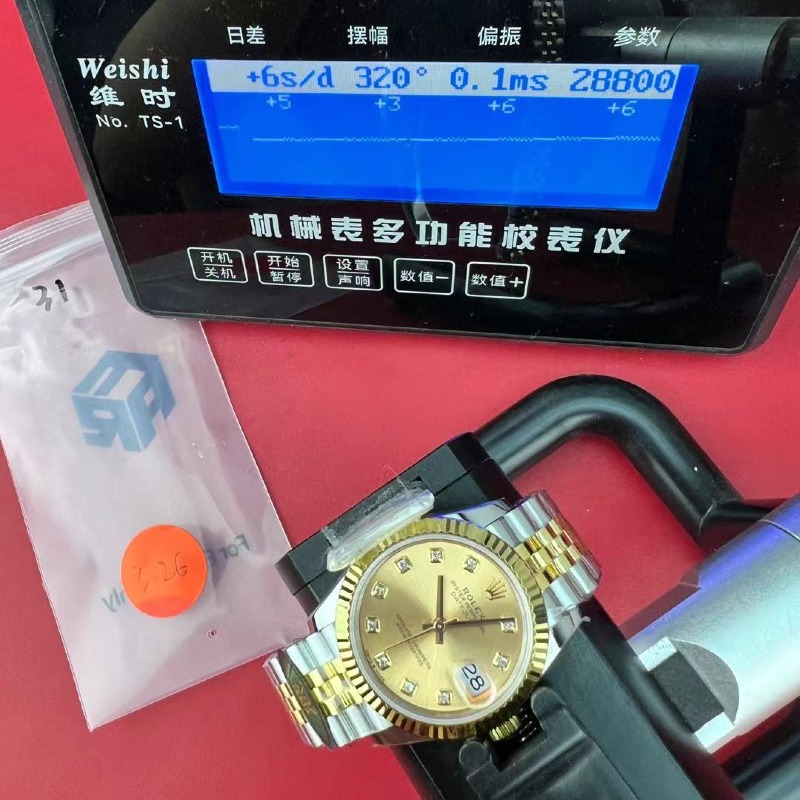 日差 摆幅 偏振 参数
Weishi
维时
No. TS-1
+6s/d 320° 0.1ms 28800
+5 +3 +6 +6
机械表多功能校表仪
开机 开始 设置 数值- 数值+
关机 暂停 声响
31
ROLEX
OYSTER PERPETUAL
28